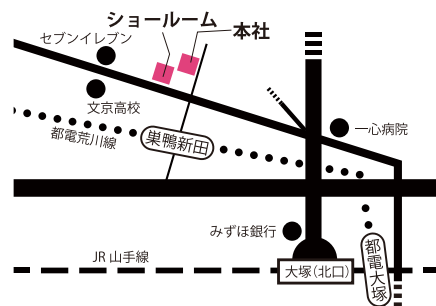 ショールーム
本社
セブンイレブン
文京高校
都電荒川線
巣鴨新田
一心病院
みずほ銀行
JR 山手線
大塚(北口)
都電大塚